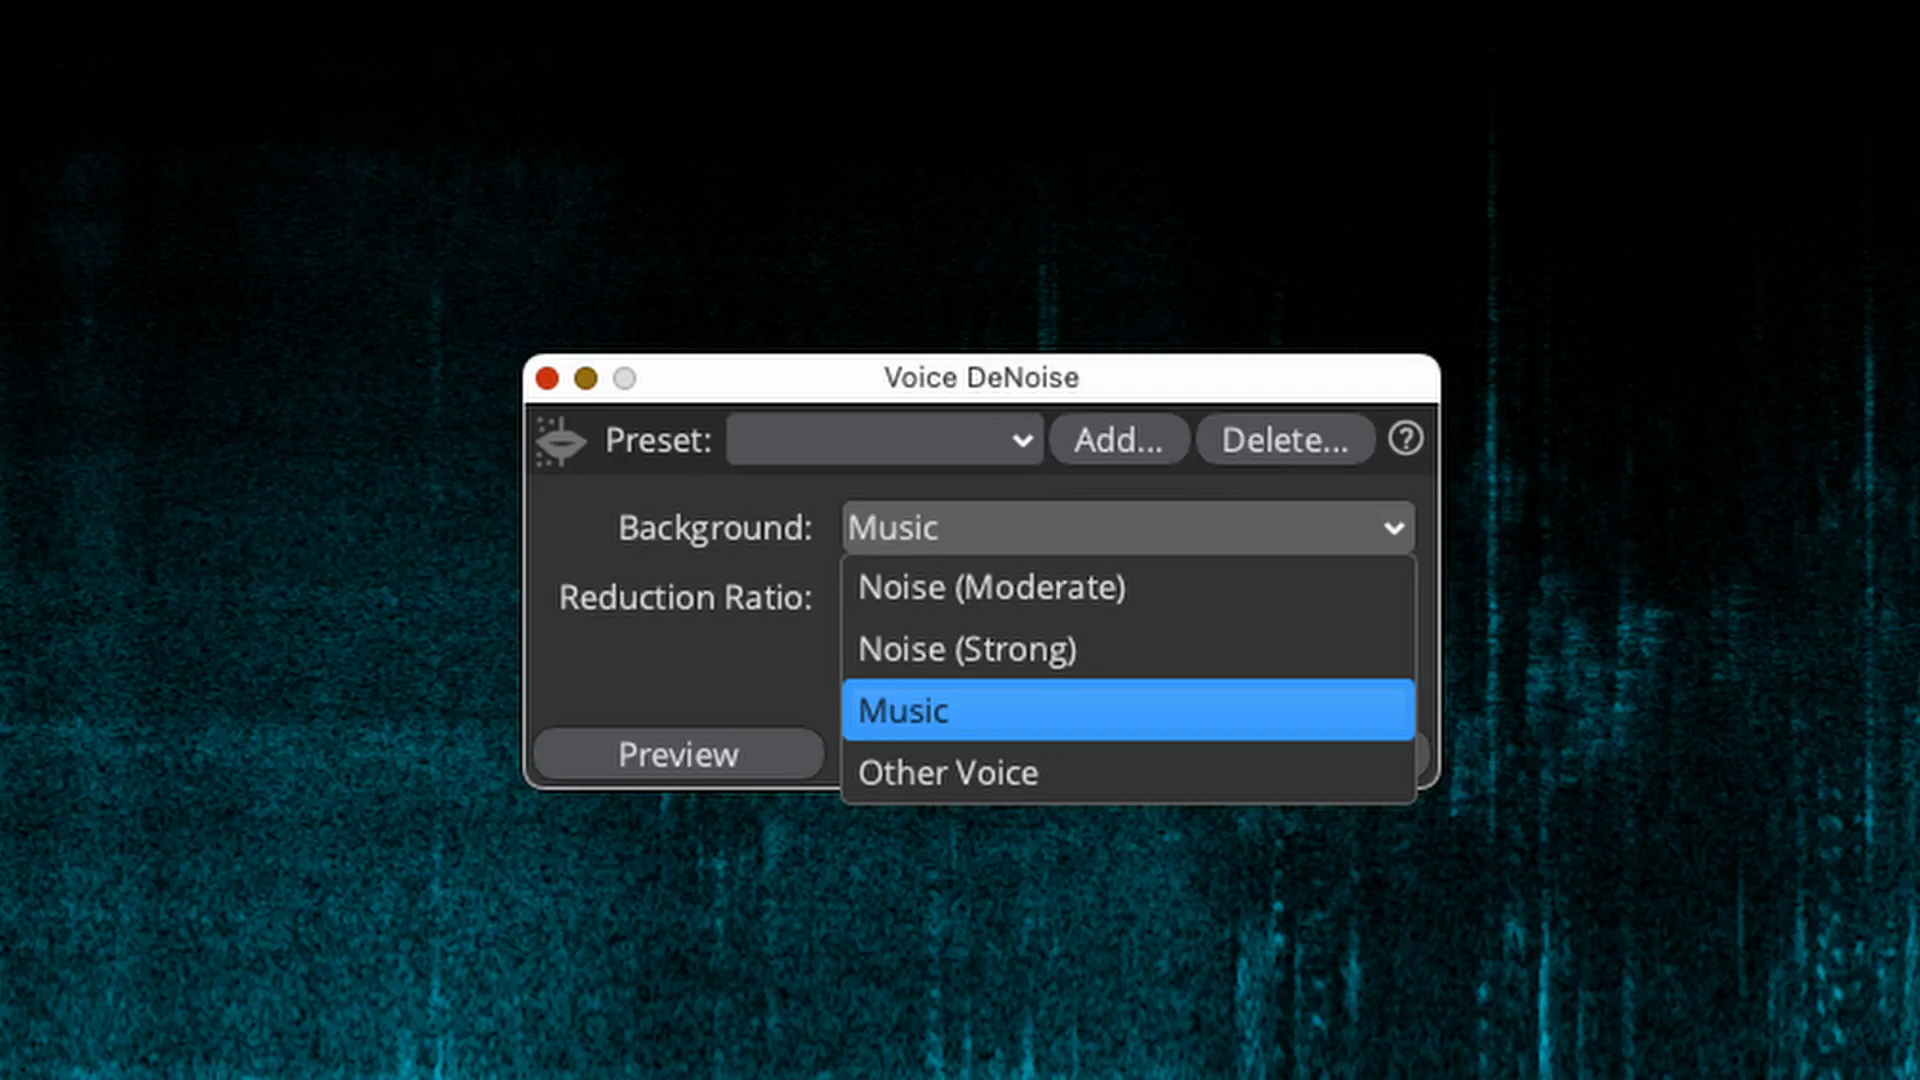 Voice DeNoise
Preset: Add... Delete... ?
Background: Music
Noise (Moderate)
Reduction Ratio:
Noise (Strong)
Music
Preview
Other Voice